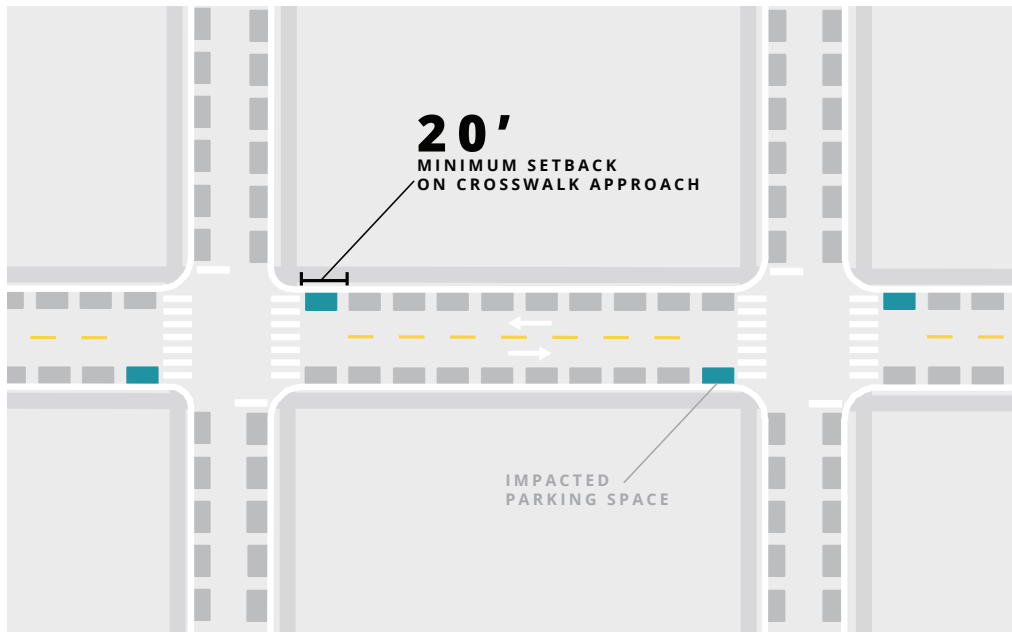 20’
MINIMUM SETBACK
ON CROSSWALK APPROACH
IMPACTED
PARKING SPACE